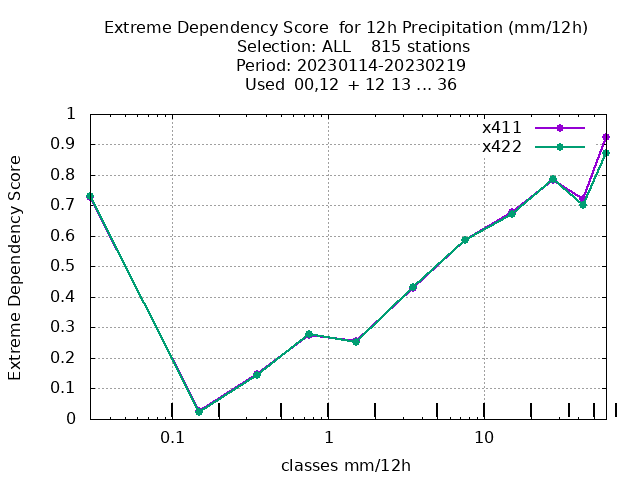 Extreme Dependency Score  for 12h Precipitation (mm/12h)
Selection: ALL    815 stations
Period: 20230114-20230219
Used  00,12  + 12 13 ... 36
x411
x422
1
0.9
0.8
0.7
0.6
0.5
0.4
0.3
0.2
0.1
0
Extreme Dependency Score
0.1 1 10
classes mm/12h